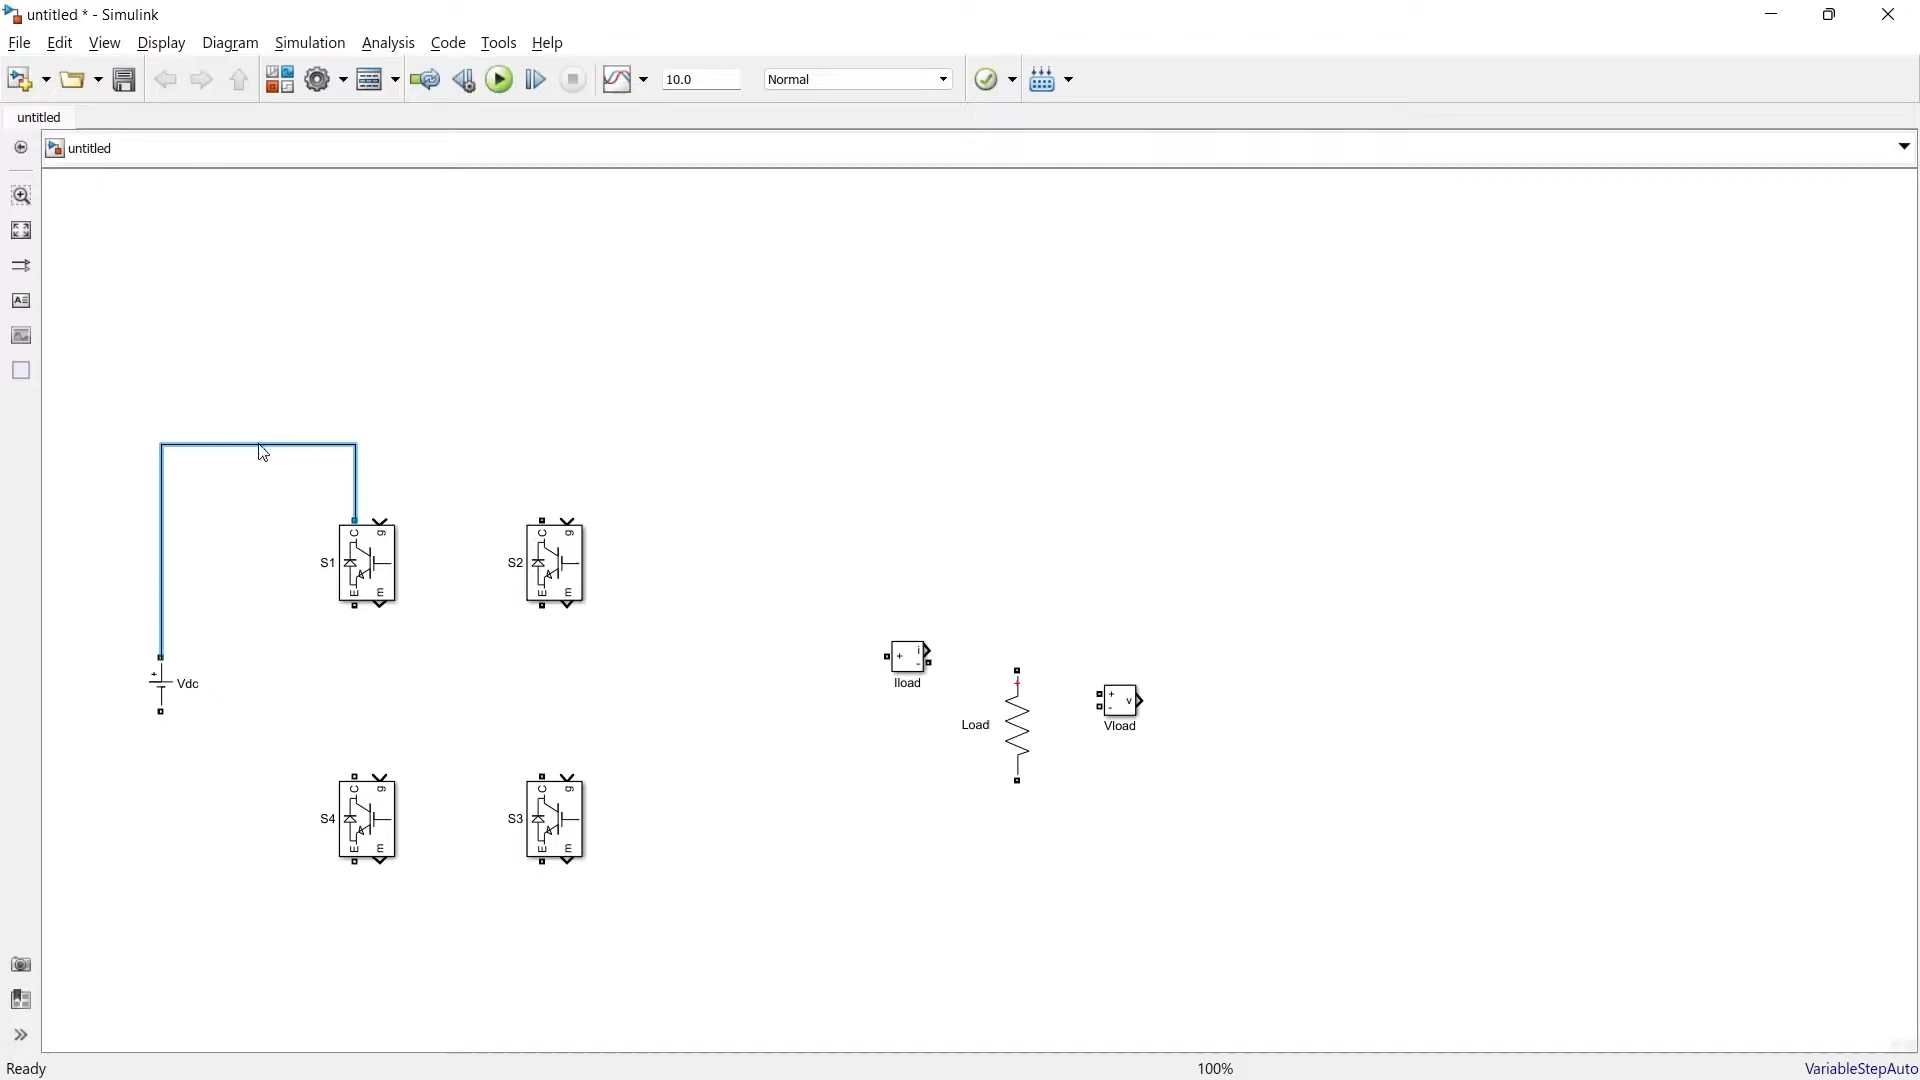 untitled * - Simulink
File Edit View Display Diagram Simulation Analysis Code Tools Help
10.0 Normal
untitled
untitled
C g
S1
E m
C g
S2
E m
+ i
-
Iload
+
Vdc
+
Load
+ v
-
Vload
C g
S4
E m
C g
S3
E m
Ready 100% VariableStepAuto